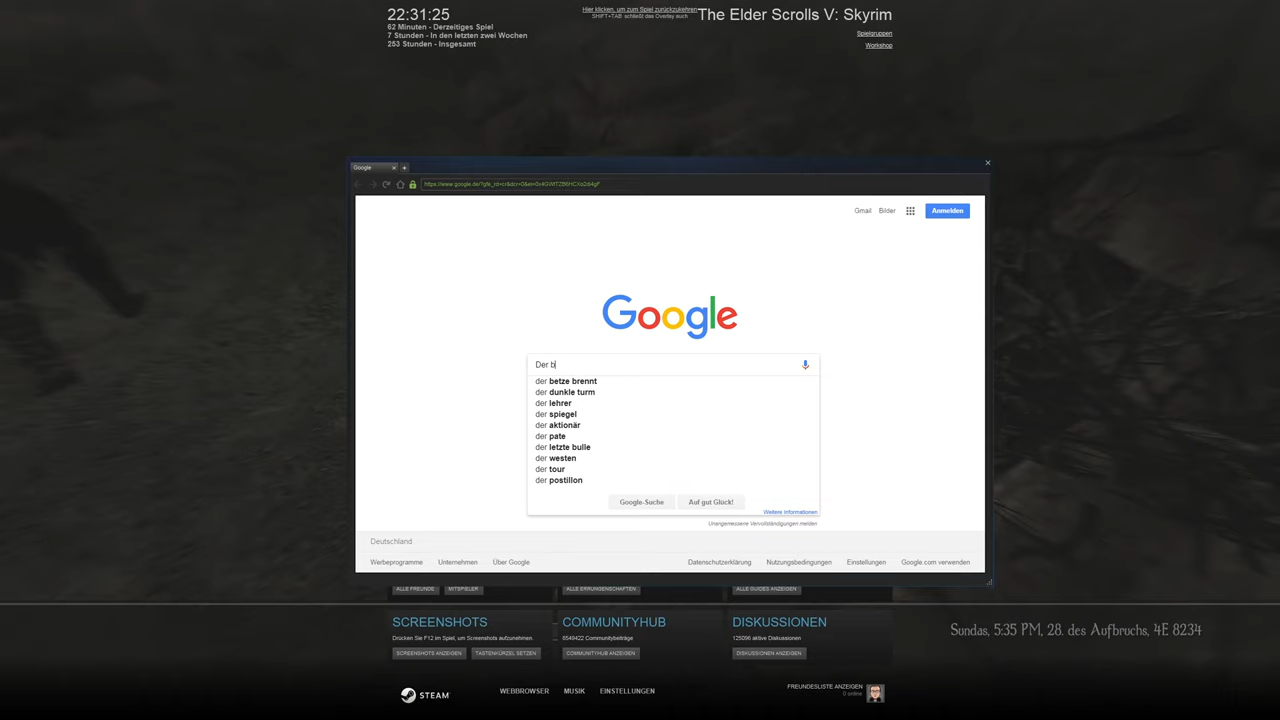 22:31:25
62 Minuten - Derzeitiges Spiel
7 Stunden - In den letzten zwei Wochen
253 Stunden - Insgesamt
Hier klicken, um zum Spiel zurückzukehren
SHIFT+TAB schließt das Overlay auch
The Elder Scrolls V: Skyrim
Spielgruppen
Workshop
Google
Gmail Bilder
Anmelden
Google
Der b
der betze brennt
der dunkle turm
der lehrer
der spiegel
der aktionär
der pate
der letzte bulle
der westen
der tour
der postillon
Google-Suche
Auf gut Glück!
Weitere Informationen
Unangemessene Vervollständigungen melden
Deutschland
Werbeprogramme Unternehmen Über Google
Datenschutzerklärung Nutzungsbedingungen Einstellungen Google.com verwenden
ALLE FREUNDE
MITSPIELER
ALLE ERRUNGENSCHAFTEN
ALLE GUIDES ANZEIGEN
SCREENSHOTS
Drücken Sie F12 im Spiel, um Screenshots aufzunehmen.
SCREENSHOTS ANZEIGEN
TASTENKÜRZEL SETZEN
COMMUNITYHUB
6549422 Communitybeiträge
COMMUNITYHUB ANZEIGEN
DISKUSSIONEN
125096 aktive Diskussionen
DISKUSSIONEN ANZEIGEN
Sundas, 5:35 PM, 28. des Aufbruchs, 4E 8234
STEAM
WEBBROWSER MUSIK EINSTELLUNGEN
FREUNDESLISTE ANZEIGEN
0 online